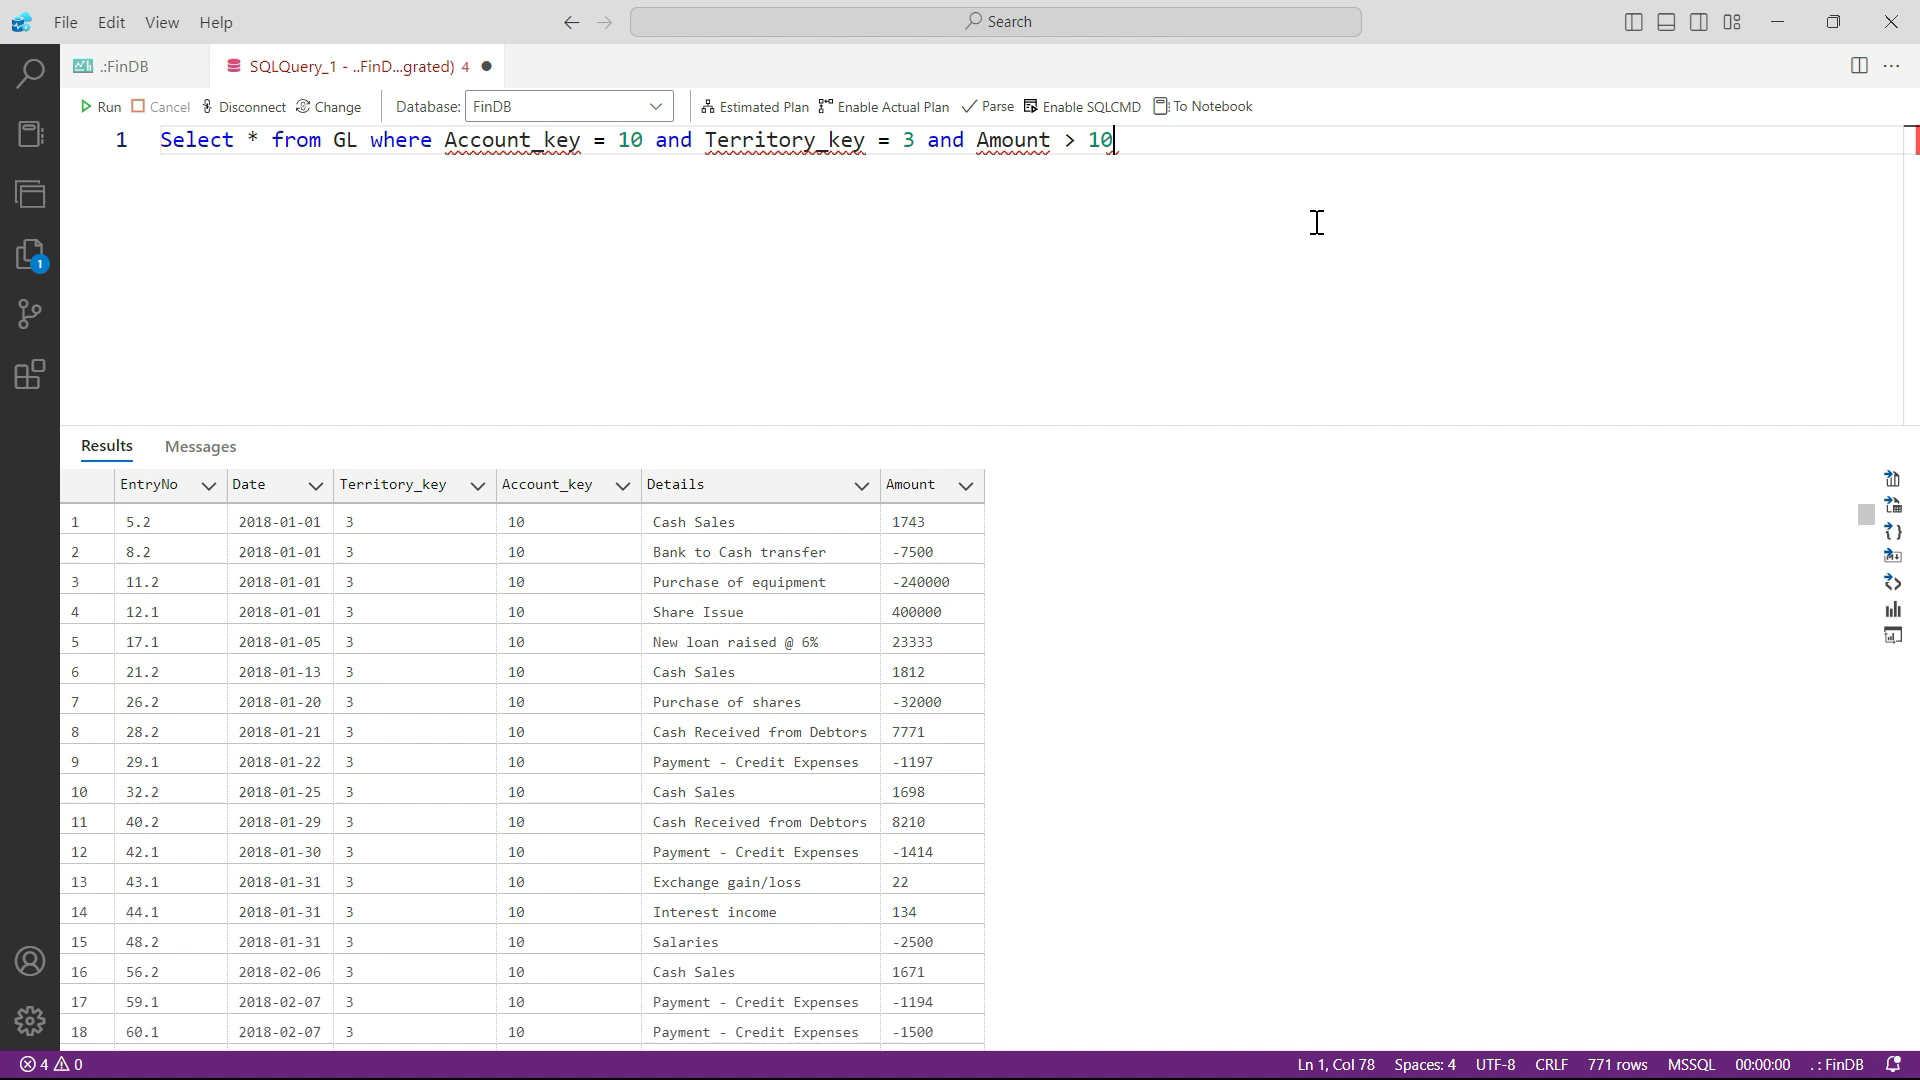 File Edit View Help Search
.:FinDB SQLQuery_1 - ..FinD...grated) 4
Run Cancel Disconnect Change Database: FinDB Estimated Plan Enable Actual Plan Parse Enable SQLCMD To Notebook
1 Select * from GL where Account_key = 10 and Territory_key = 3 and Amount > 10
1
Results Messages
EntryNo Date Territory_key Account_key Details Amount
1 5.2 2018-01-01 3 10 Cash Sales 1743
2 8.2 2018-01-01 3 10 Bank to Cash transfer -7500
3 11.2 2018-01-01 3 10 Purchase of equipment -240000
4 12.1 2018-01-01 3 10 Share Issue 400000
5 17.1 2018-01-05 3 10 New loan raised @ 6% 23333
6 21.2 2018-01-13 3 10 Cash Sales 1812
7 26.2 2018-01-20 3 10 Purchase of shares -32000
8 28.2 2018-01-21 3 10 Cash Received from Debtors 7771
9 29.1 2018-01-22 3 10 Payment - Credit Expenses -1197
10 32.2 2018-01-25 3 10 Cash Sales 1698
11 40.2 2018-01-29 3 10 Cash Received from Debtors 8210
12 42.1 2018-01-30 3 10 Payment - Credit Expenses -1414
13 43.1 2018-01-31 3 10 Exchange gain/loss 22
14 44.1 2018-01-31 3 10 Interest income 134
15 48.2 2018-01-31 3 10 Salaries -2500
16 56.2 2018-02-06 3 10 Cash Sales 1671
17 59.1 2018-02-07 3 10 Payment - Credit Expenses -1194
18 60.1 2018-02-07 3 10 Payment - Credit Expenses -1500
4 0 Ln 1, Col 78 Spaces: 4 UTF-8 CRLF 771 rows MSSQL 00:00:00 . : FinDB